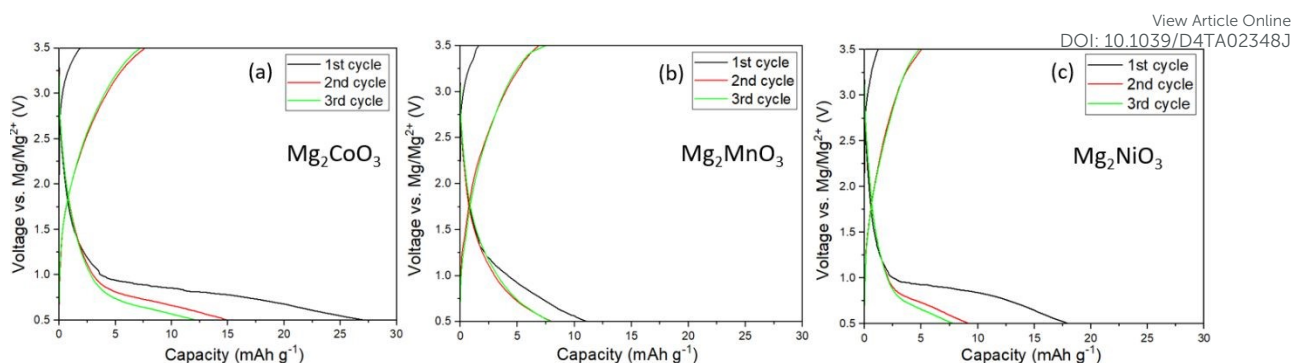 View Article Online
DOI: 10.1039/D4TA02348J
3.5
3.0
2.5
2.0
1.5
1.0
0.5
Voltage vs. Mg/Mg²⁺ (V)
(a)
1st cycle
2nd cycle
3rd cycle
Mg₂CoO₃
0 5 10 15 20 25 30
Capacity (mAh g⁻¹)
3.5
3.0
2.5
2.0
1.5
1.0
0.5
Voltage vs. Mg/Mg²⁺ (V)
(b)
1st cycle
2nd cycle
3rd cycle
Mg₂MnO₃
0 5 10 15 20 25 30
Capacity (mAh g⁻¹)
3.5
3.0
2.5
2.0
1.5
1.0
0.5
Voltage vs. Mg/Mg²⁺ (V)
(c)
1st cycle
2nd cycle
3rd cycle
Mg₂NiO₃
0 5 10 15 20 25 30
Capacity (mAh g⁻¹)